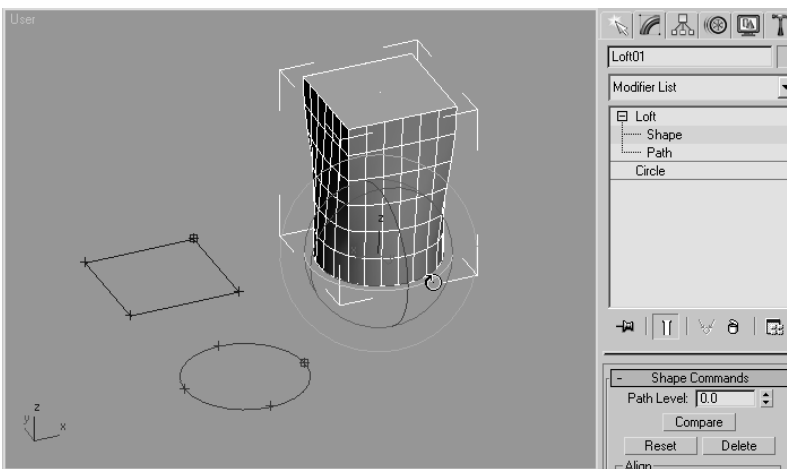 User
Loft01
Modifier List
Loft
Shape
Path
Circle
z
z
y
x
- Shape Commands
Path Level: 0.0
Compare
Reset Delete
Align